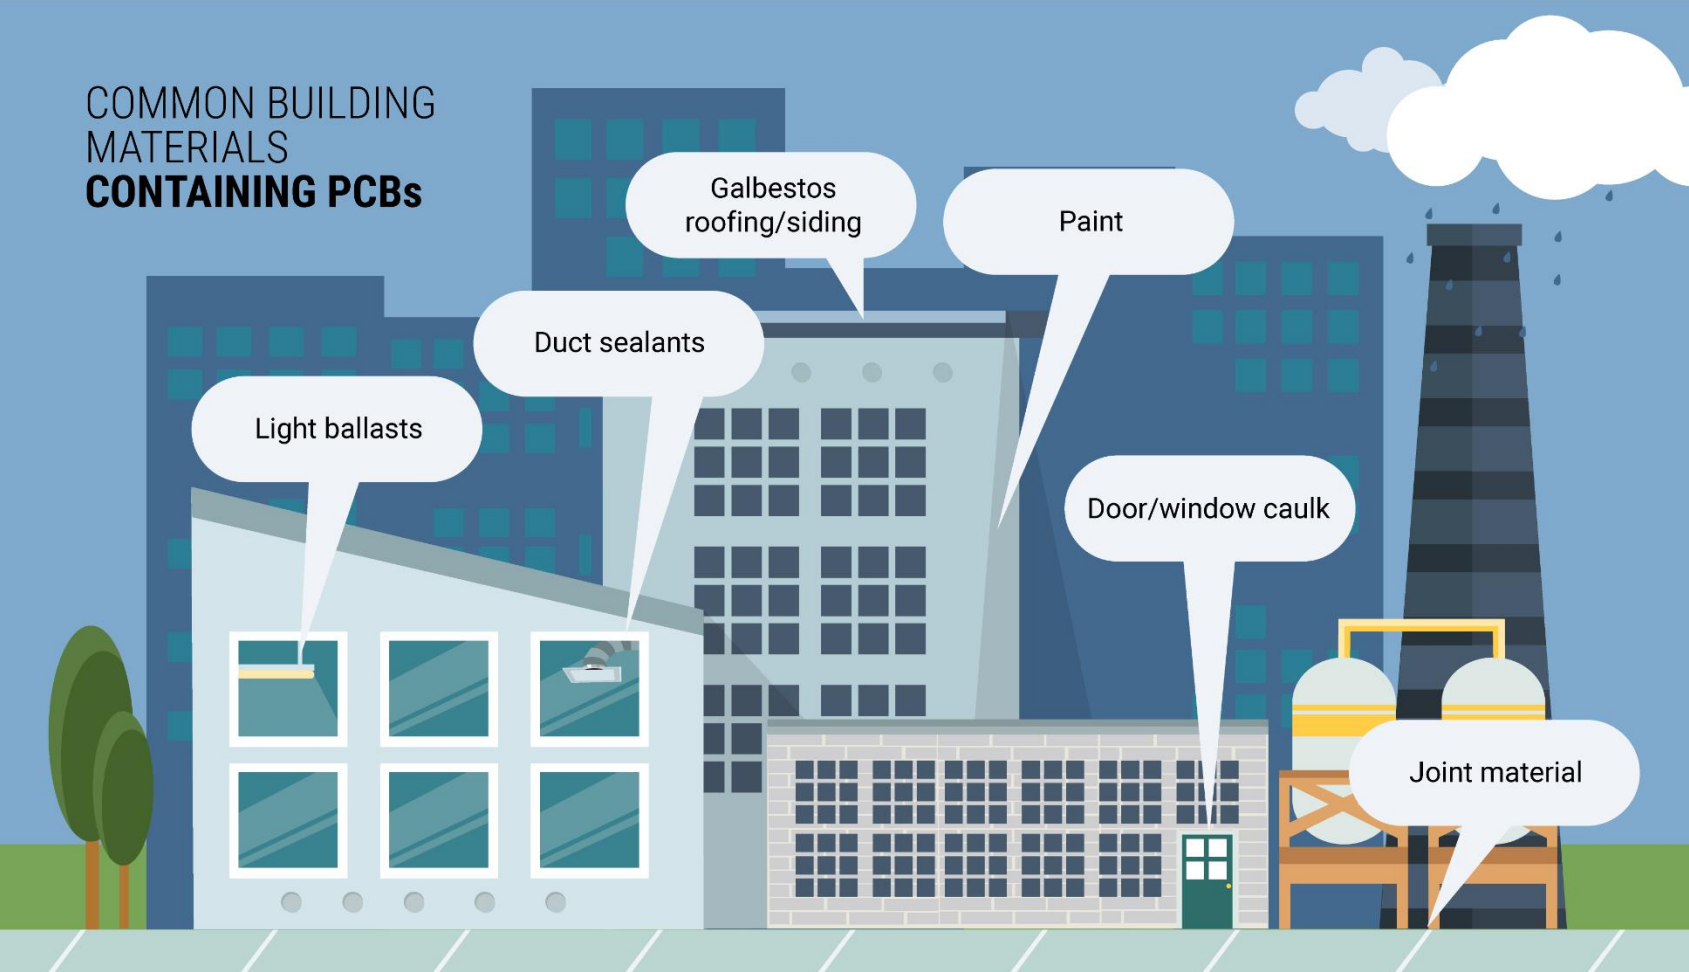 COMMON BUILDING
MATERIALS
CONTAINING PCBs
Galbestos
roofing/siding
Paint
Duct sealants
Light ballasts
Door/window caulk
Joint material